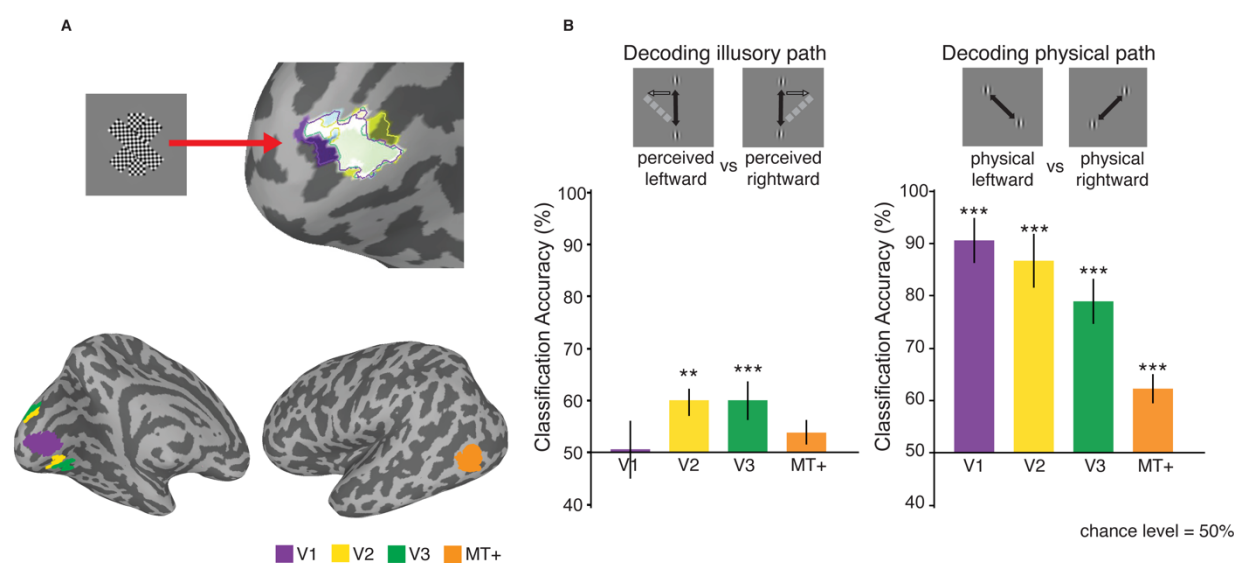 A
B
V1 V2 V3 MT+
Decoding illusory path
perceived leftward
vs
perceived rightward
Classification Accuracy (%)
100
90
80
70
60
50
40
**
***
V1 V2 V3 MT+
Decoding physical path
physical leftward
vs
physical rightward
Classification Accuracy (%)
100
90
80
70
60
50
40
***
***
***
***
V1 V2 V3 MT+
chance level = 50%